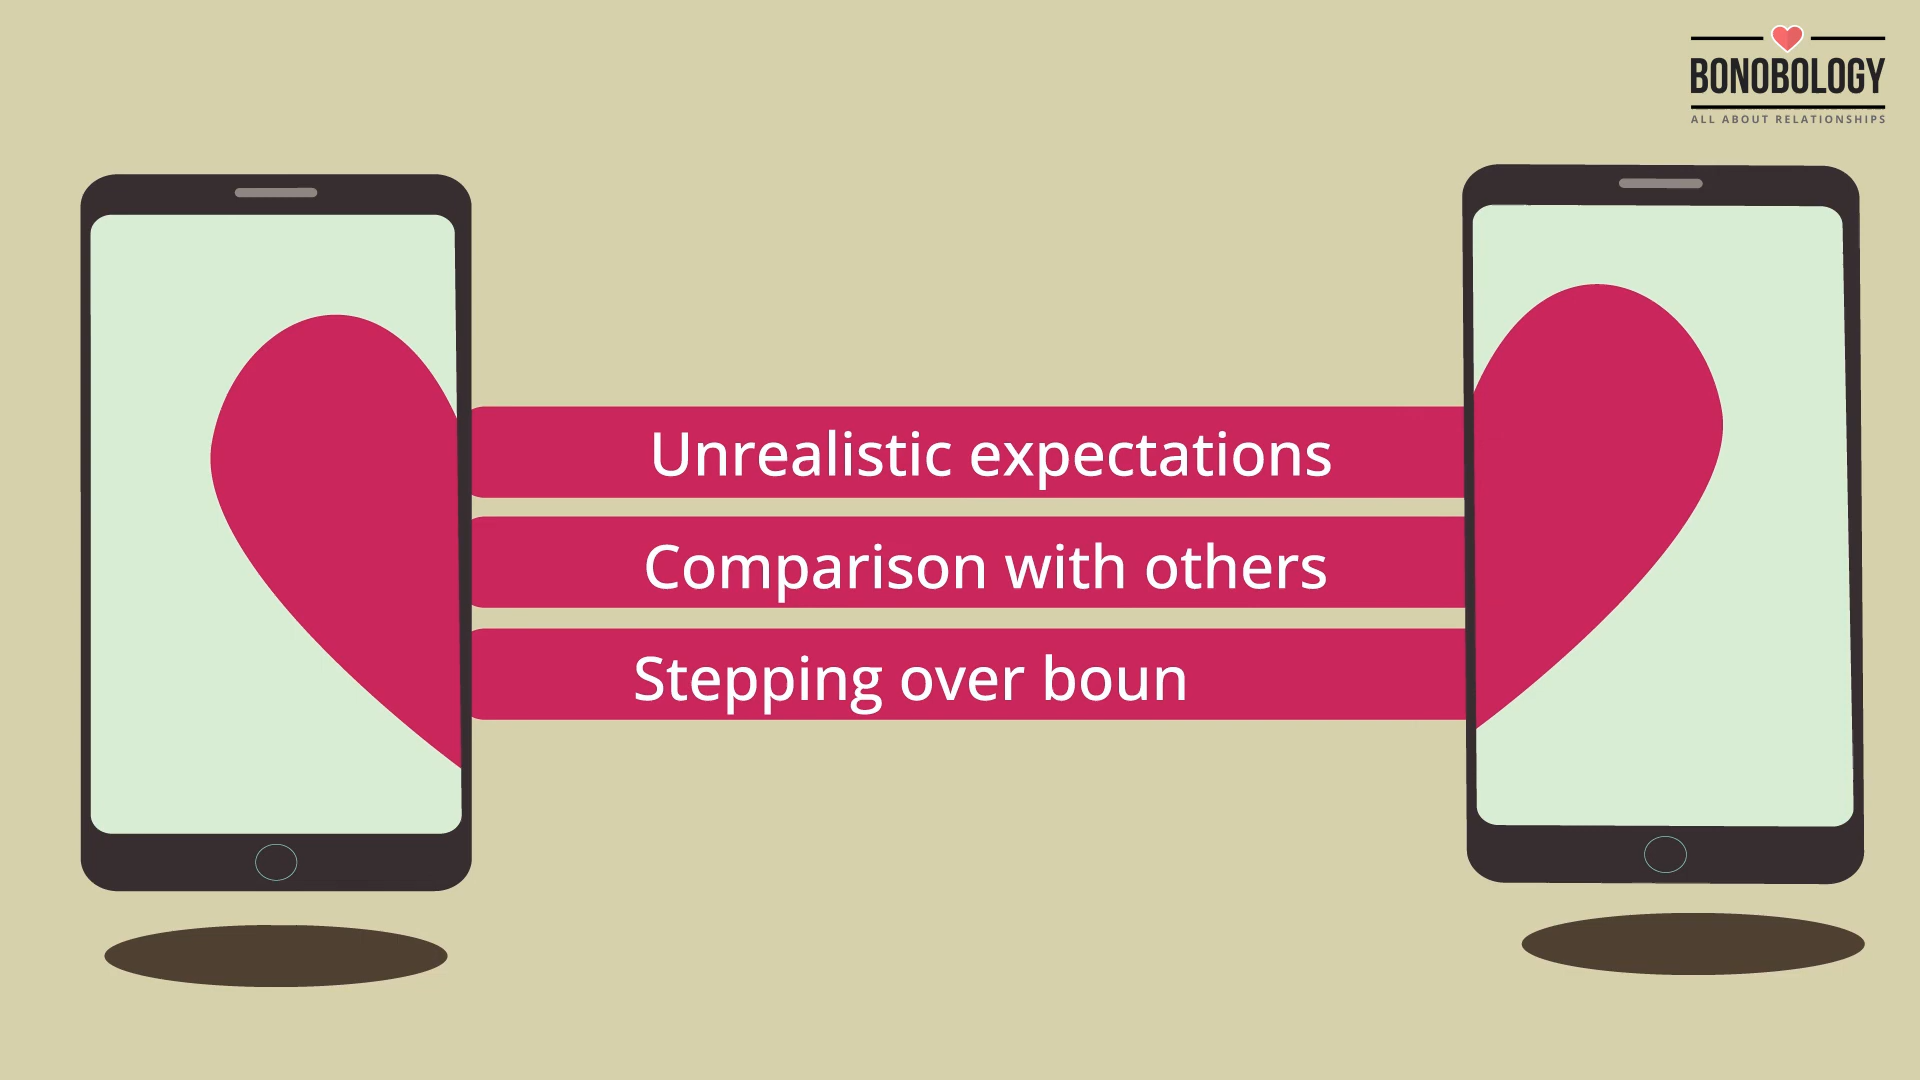 BONOBOLOGY
ALL ABOUT RELATIONSHIPS
Unrealistic expectations
Comparison with others
Stepping over boun